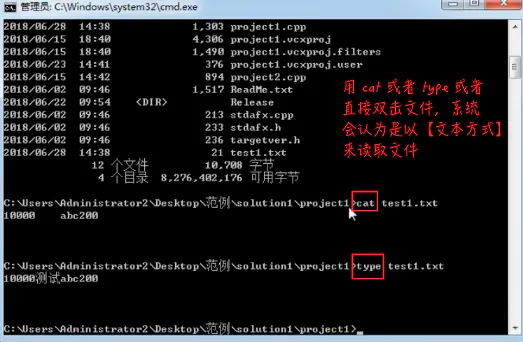 管理员: C:\Windows\system32\cmd.exe
2018/06/28  14:38             1,303 project1.cpp
2018/06/15  18:40             4,306 project1.vcxproj
2018/06/15  18:40             1,490 project1.vcxproj.filters
2018/06/23  14:41               376 project1.vcxproj.user
2018/06/15  14:42               894 project2.cpp
2018/06/02  09:46             1,517 ReadMe.txt
2018/06/22  09:54    <DIR>          Release
2018/06/02  09:46               213 stdafx.cpp
2018/06/02  09:46               233 stdafx.h
2018/06/02  09:46               236 targetver.h
2018/06/28  14:38                21 test1.txt
12 个文件         10,708 字节
4 个目录  8,276,402,176 可用字节
用 cat 或者 type 或者
直接双击文件，系统
会认为是以【文本方式】
来读取文件
C:\Users\Administrator2\Desktop\范例\solution1\project1>cat test1.txt
10000    abc200
C:\Users\Administrator2\Desktop\范例\solution1\project1>type test1.txt
10000测试abc200
C:\Users\Administrator2\Desktop\范例\solution1\project1>